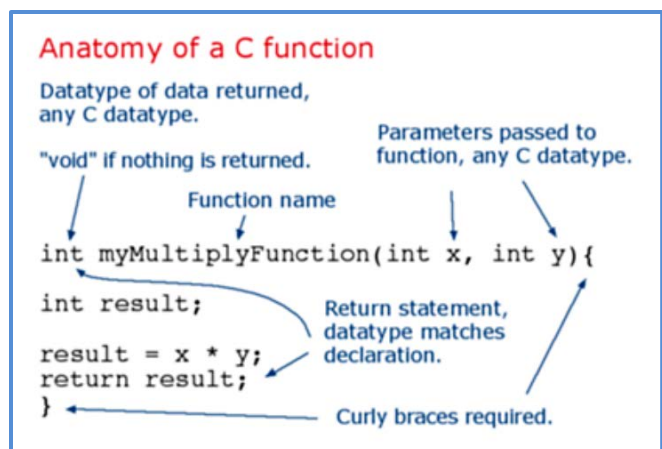 Anatomy of a C function
Datatype of data returned,
any C datatype.
"void" if nothing is returned.
Parameters passed to
function, any C datatype.
Function name
int myMultiplyFunction(int x, int y){
int result;
Return statement,
datatype matches
declaration.
result = x * y;
return result;
}
Curly braces required.